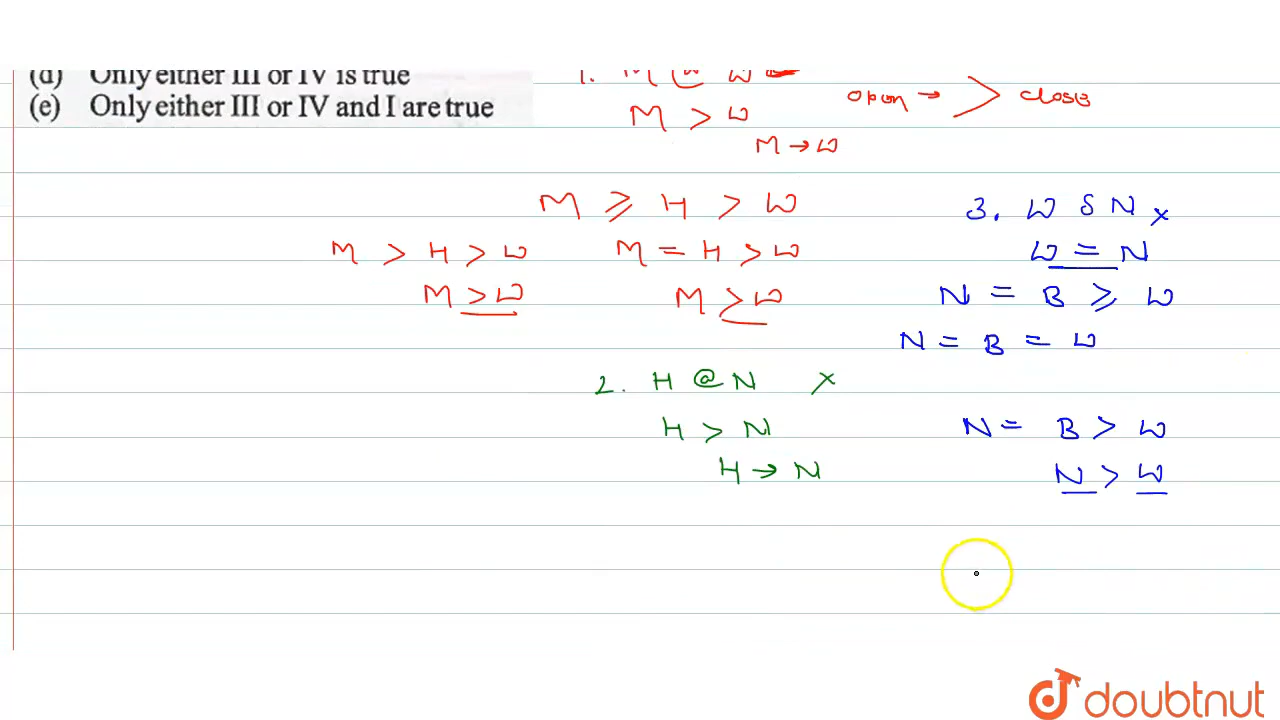 (d) Only either III or IV is true
(e) Only either III or IV and I are true
1. M @ W
M > W
M → W
open → > close
M ≥ H > W
M > H > W
M = H > W
M > W
M > W
2. H @ N ×
H > N
H → N
3. W δ N ×
W = N
N = B ≥ W
N = B = W
N = B > W
N > W
doubtnut